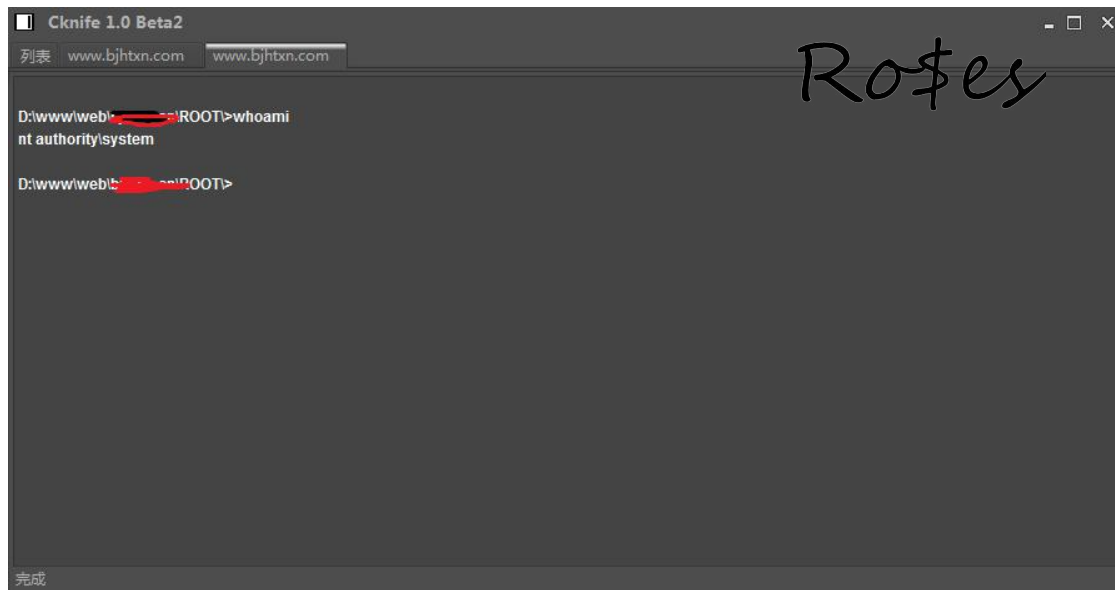 Cknife 1.0 Beta2
列表 www.bjhtxn.com www.bjhtxn.com
Ro$es
D:\www\web\ \ROOT\>whoami
nt authority\system
D:\www\web\b \ROOT\>
完成